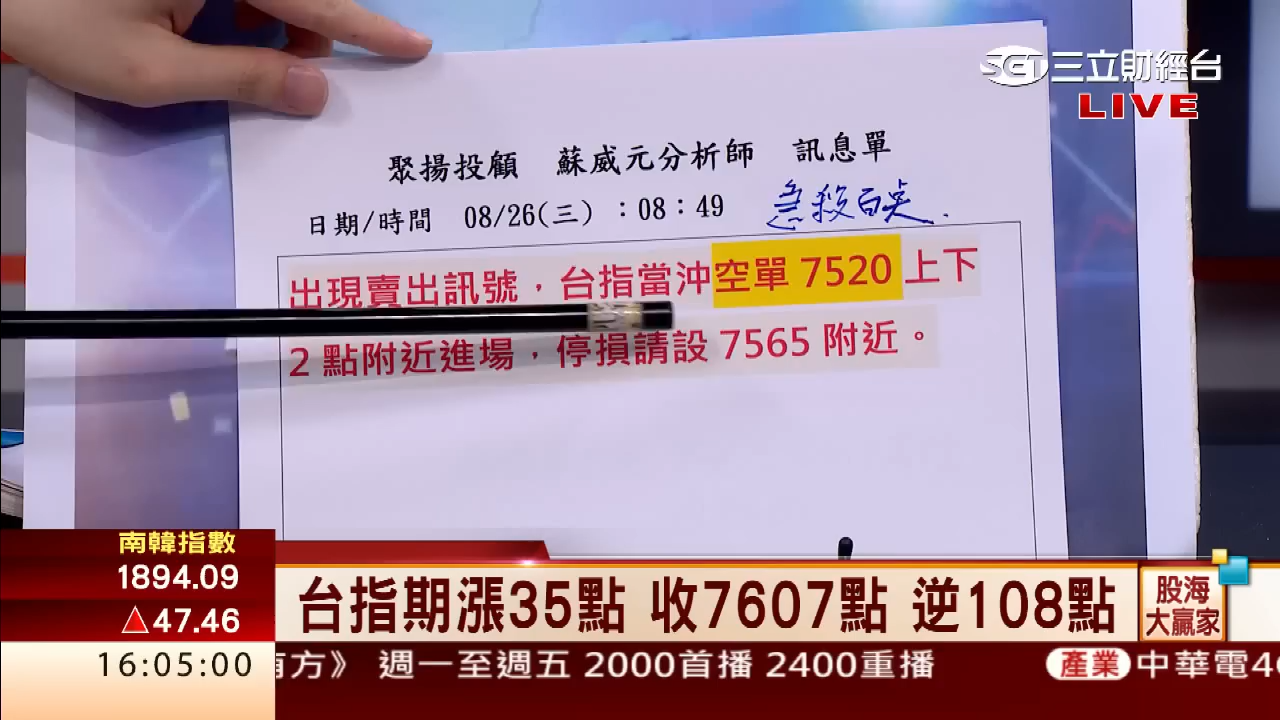 SET 三立財經台
LIVE
聚揚投顧 蘇威元分析師 訊息單
日期/時間 08/26(三):08:49
急殺百點.
出現賣出訊號,台指當沖空單 7520 上下
2 點附近進場,停損請設 7565 附近。
南韓指數
1894.09
△47.46
台指期漲35點 收7607點 逆108點
股海
大贏家
16:05:00
有方》 週一至週五 2000首播 2400重播
產業 中華電4G